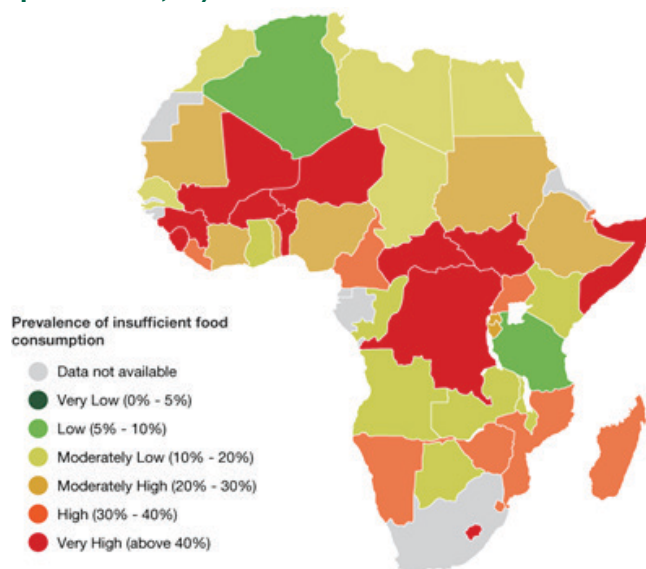 Prevalence of insufficient food
consumption
Data not available
Very Low (0% - 5%)
Low (5% - 10%)
Moderately Low (10% - 20%)
Moderately High (20% - 30%)
High (30% - 40%)
Very High (above 40%)